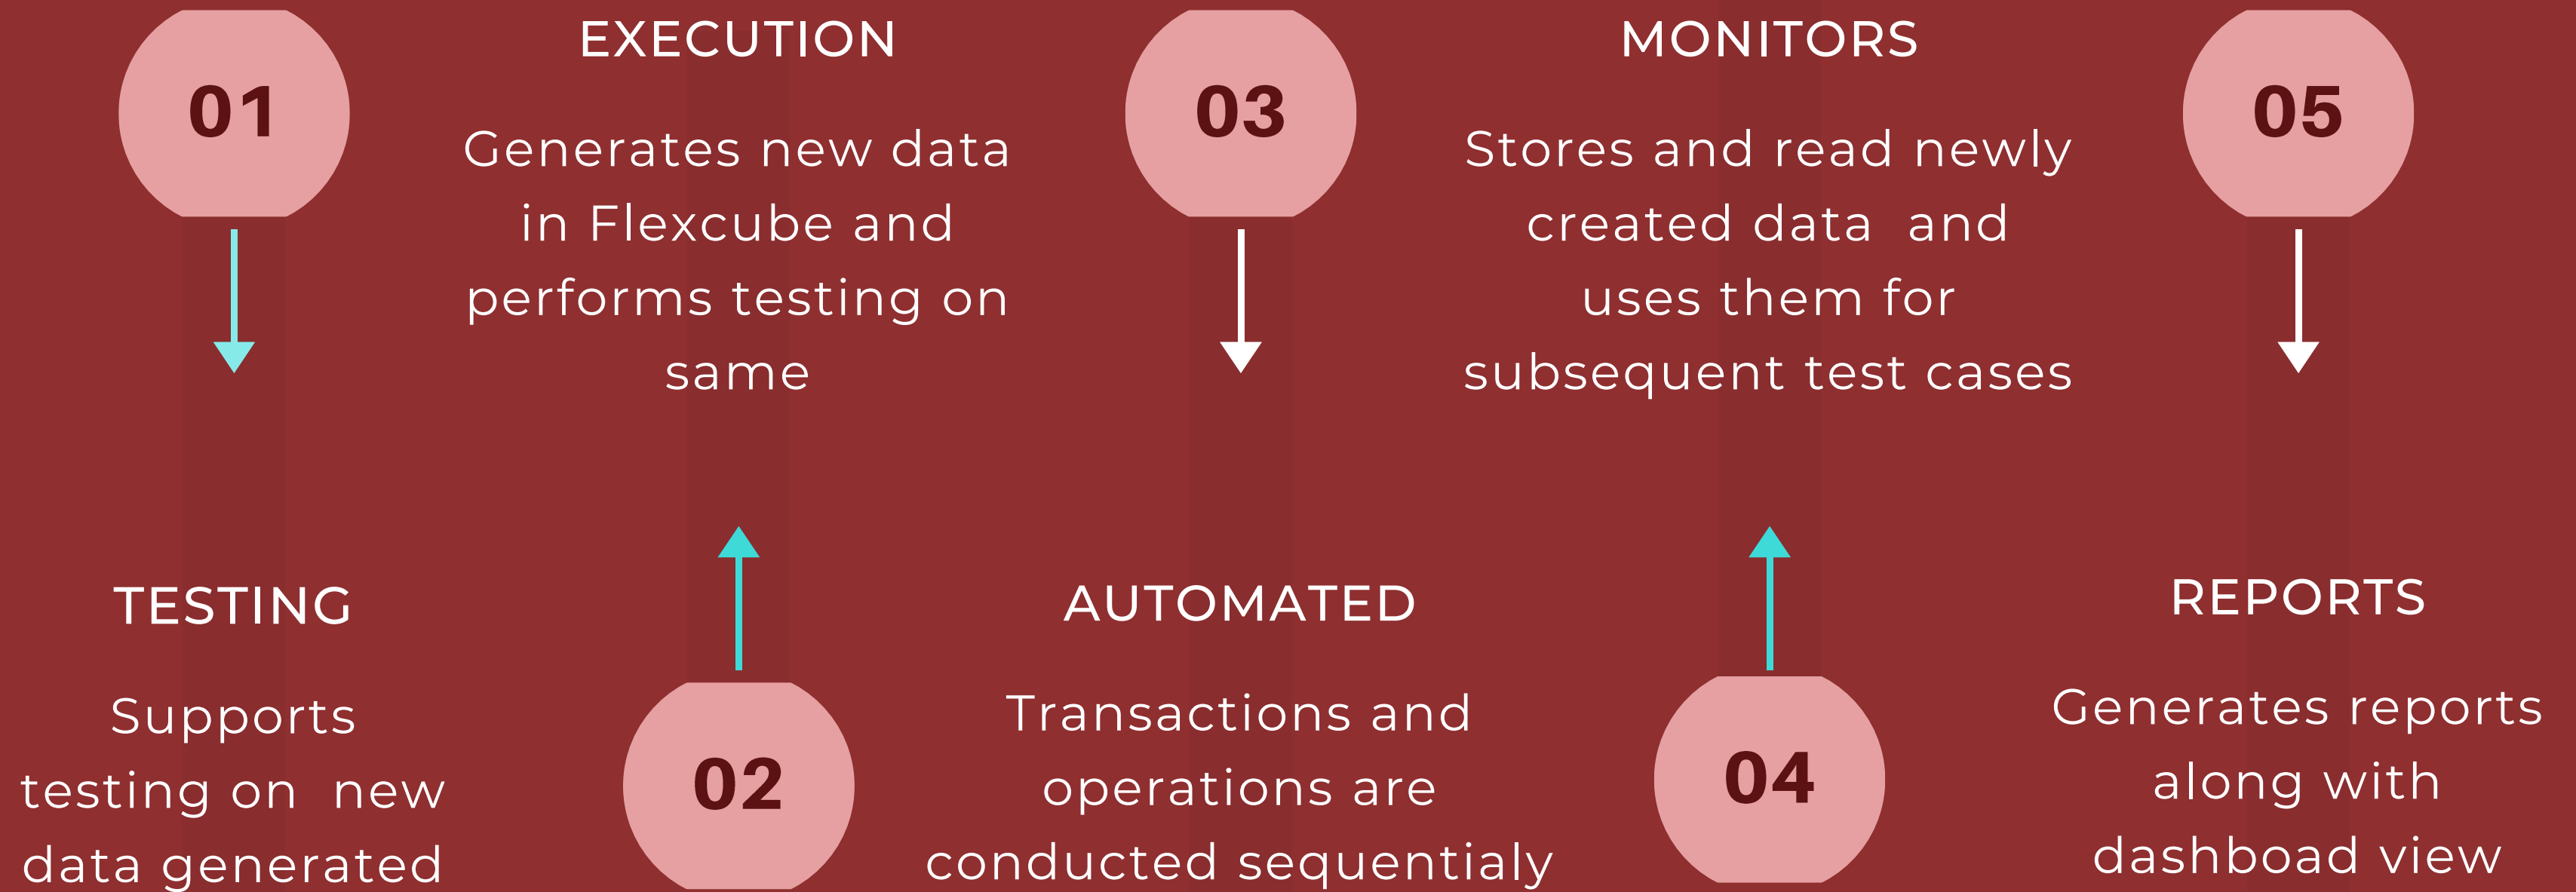 01
TESTING
Supports
testing on  new
data generated
EXECUTION
Generates new data
in Flexcube and
performs testing on
same
02
03
AUTOMATED
Transactions and
operations are
conducted sequentialy
MONITORS
Stores and read newly
created data  and
uses them for
subsequent test cases
04
05
REPORTS
Generates reports
along with
dashboad view